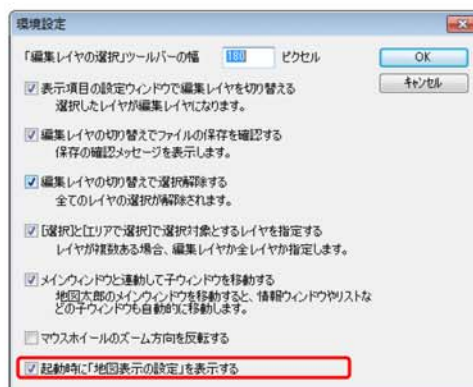 環境設定
「編集レイヤの選択」ツールバーの幅 180 ピクセル
OK
キャンセル
表示項目の設定ウィンドウで編集レイヤを切り替える
選択したレイヤが編集レイヤになります。
編集レイヤの切り替えでファイルの保存を確認する
保存の確認メッセージを表示します。
編集レイヤの切り替えで選択解除する
全てのレイヤの選択が解除されます。
[選択]と[エリアで選択]で選択対象とするレイヤを指定する
レイヤが複数ある場合、編集レイヤか全レイヤか指定します。
メインウィンドウと連動して子ウィンドウを移動する
地図太郎のメインウィンドウを移動すると、情報ウィンドウやリストな
どの子ウィンドウも自動的に移動します。
マウスホイールのズーム方向を反転する
起動時に「地図表示の設定」を表示する